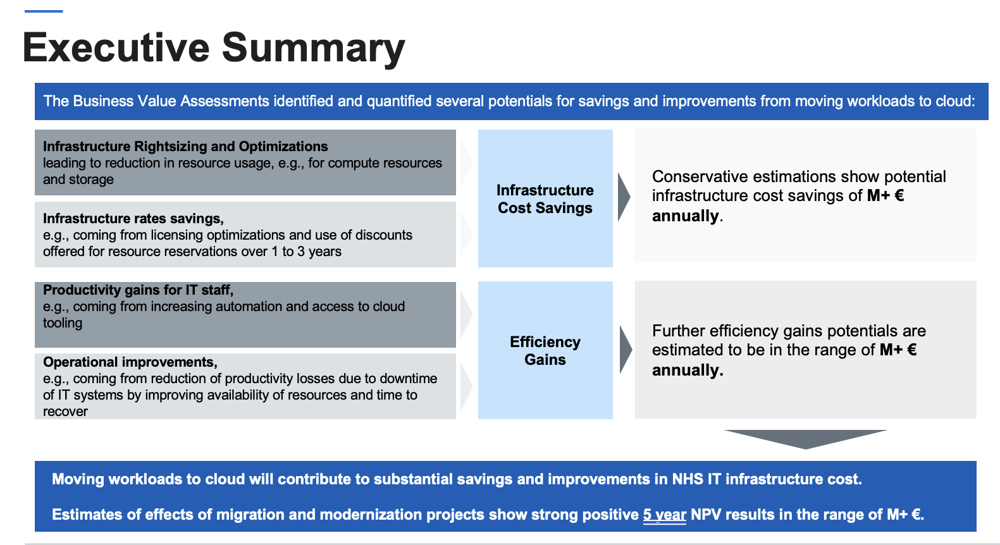 Executive Summary
The Business Value Assessments identified and quantified several potentials for savings and improvements from moving workloads to cloud:
Infrastructure Rightsizing and Optimizations
leading to reduction in resource usage, e.g., for compute resources
and storage
Infrastructure rates savings,
e.g., coming from licensing optimizations and use of discounts
offered for resource reservations over 1 to 3 years
Infrastructure
Cost Savings
Conservative estimations show potential
infrastructure cost savings of M+ €
annually.
Productivity gains for IT staff,
e.g., coming from increasing automation and access to cloud
tooling
Operational improvements,
e.g., coming from reduction of productivity losses due to downtime
of IT systems by improving availability of resources and time to
recover
Efficiency
Gains
Further efficiency gains potentials are
estimated to be in the range of M+ €
annually.
Moving workloads to cloud will contribute to substantial savings and improvements in NHS IT infrastructure cost.
Estimates of effects of migration and modernization projects show strong positive 5 year NPV results in the range of M+ €.